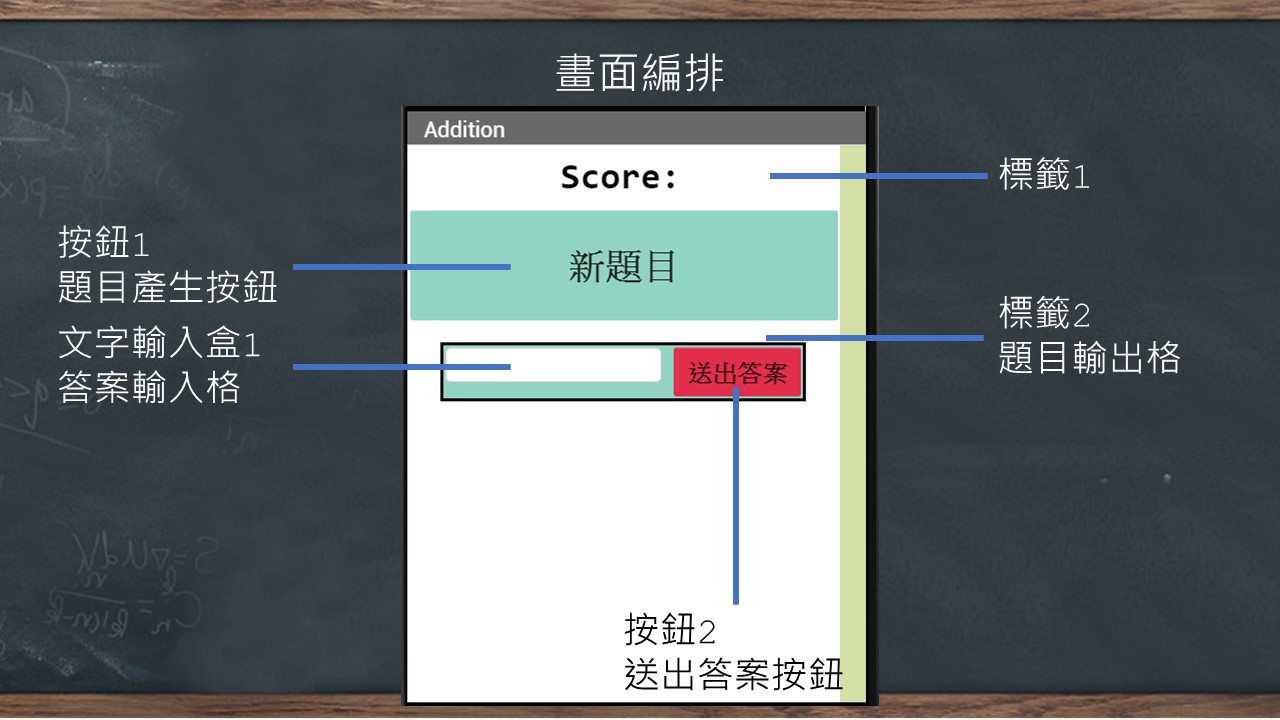 畫面編排
Addition
Score:
標籤1
按鈕1
題目產生按鈕
新題目
標籤2
題目輸出格
文字輸入盒1
答案輸入格
送出答案
按鈕2
送出答案按鈕